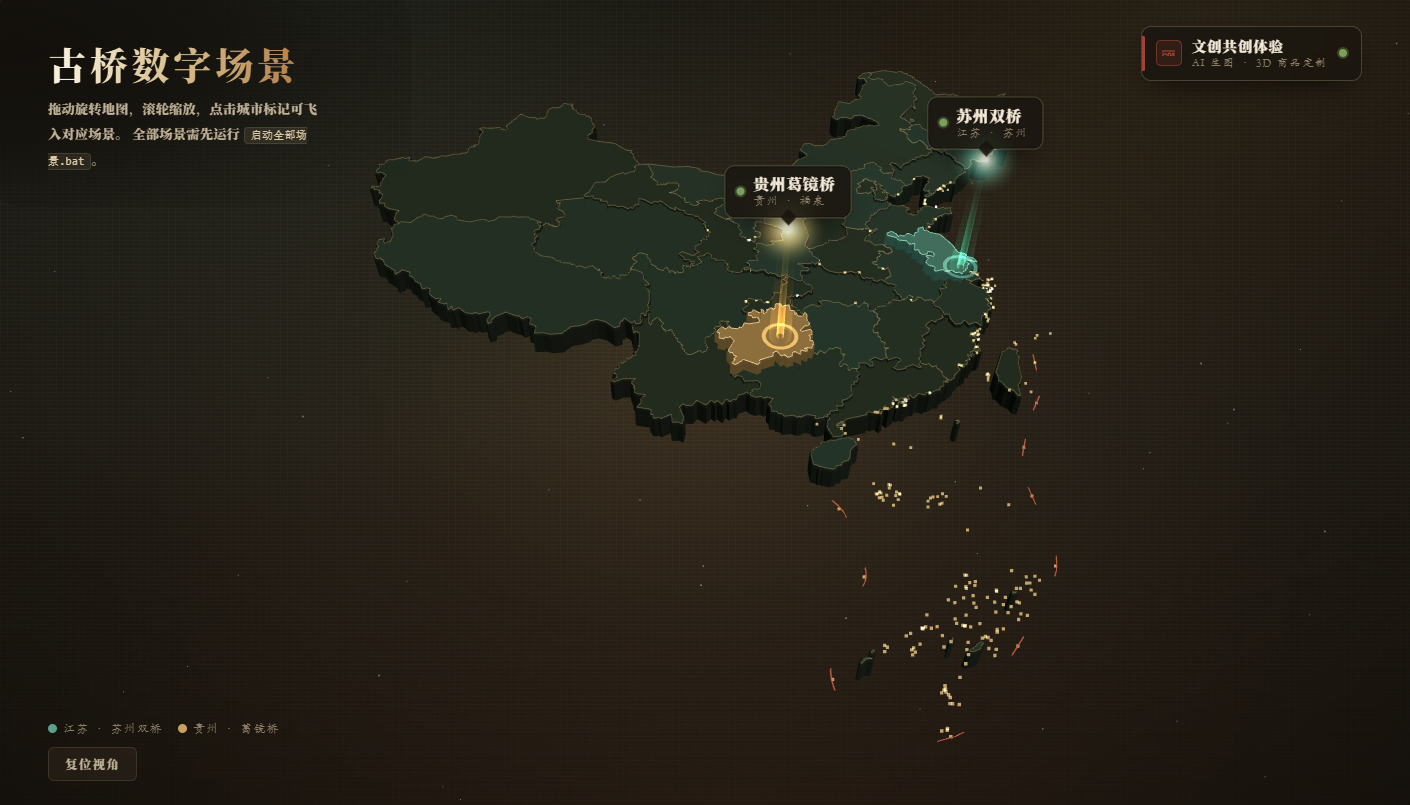 古桥数字场景
拖动旋转地图，滚轮缩放，点击城市标记可飞
入对应场景。 全部场景需先运行 启动全部场
景.bat 。
文创共创体验
AI 生图 · 3D 商品定制
苏州双桥
江苏 · 苏州
贵州葛镜桥
贵州 · 福泉
江苏 · 苏州双桥 贵州 · 葛镜桥
复位视角